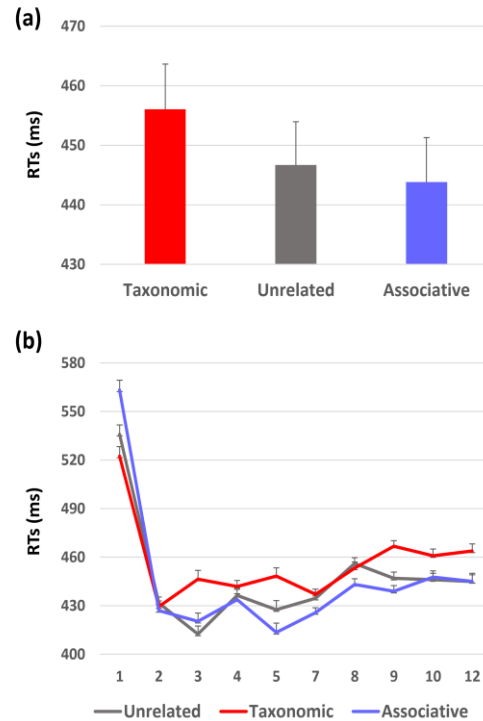 (a)
470
460
450
440
430
RTs (ms)
Taxonomic Unrelated Associative
(b)
580
550
520
490
460
430
400
RTs (ms)
1 2 3 4 5 7 8 9 10 12
Unrelated Taxonomic Associative